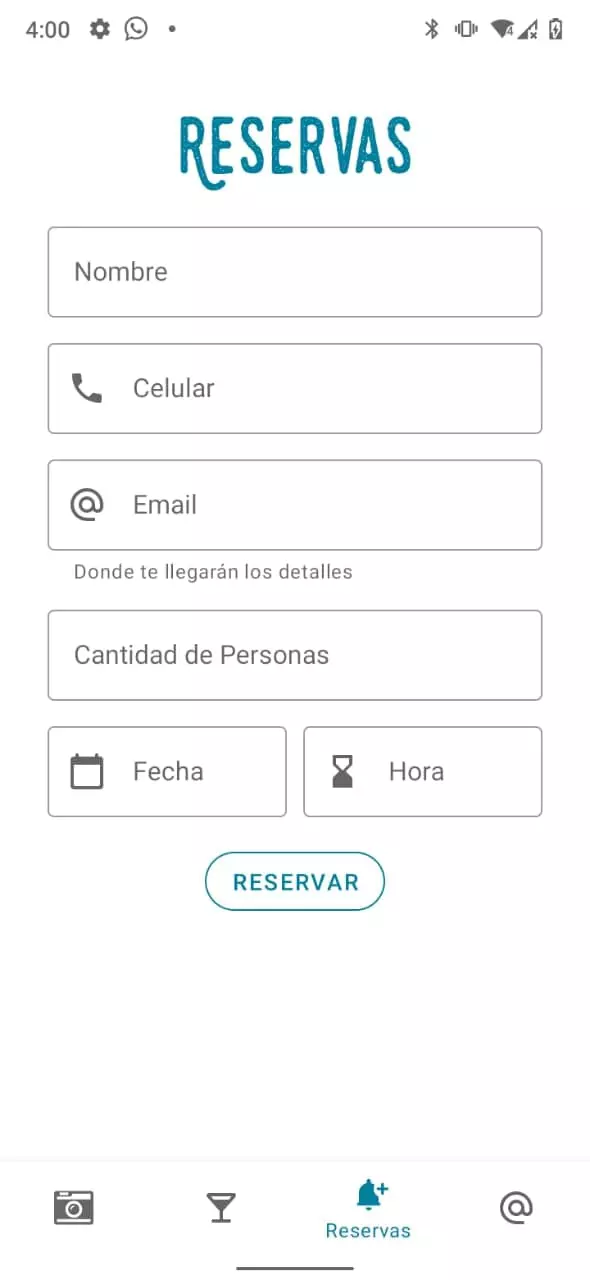 4:00
RESERVAS
Nombre
Celular
Email
Donde te llegarán los detalles
Cantidad de Personas
Fecha Hora
RESERVAR
Reservas